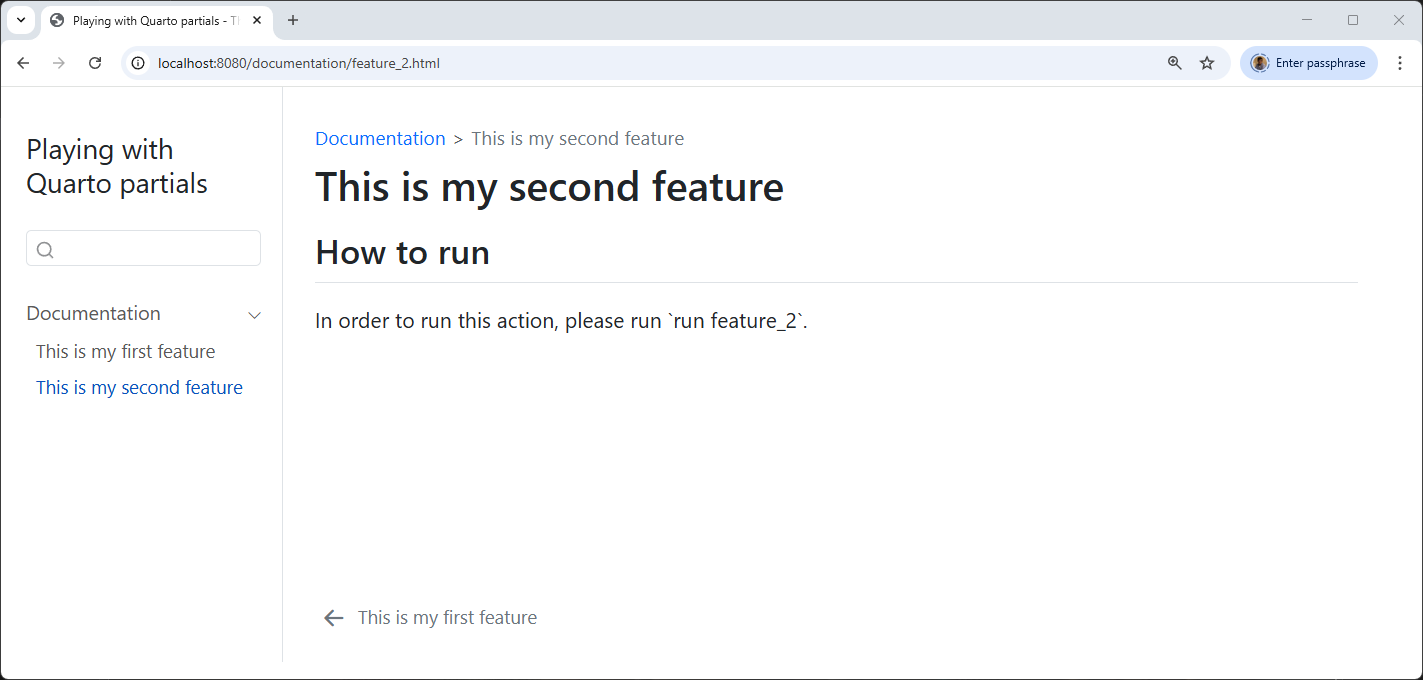 Playing with Quarto partials - Tl
localhost:8080/documentation/feature_2.html
Enter passphrase
Playing with
Quarto partials
Documentation
This is my first feature
This is my second feature
Documentation > This is my second feature
This is my second feature
How to run
In order to run this action, please run `run feature_2`.
This is my first feature